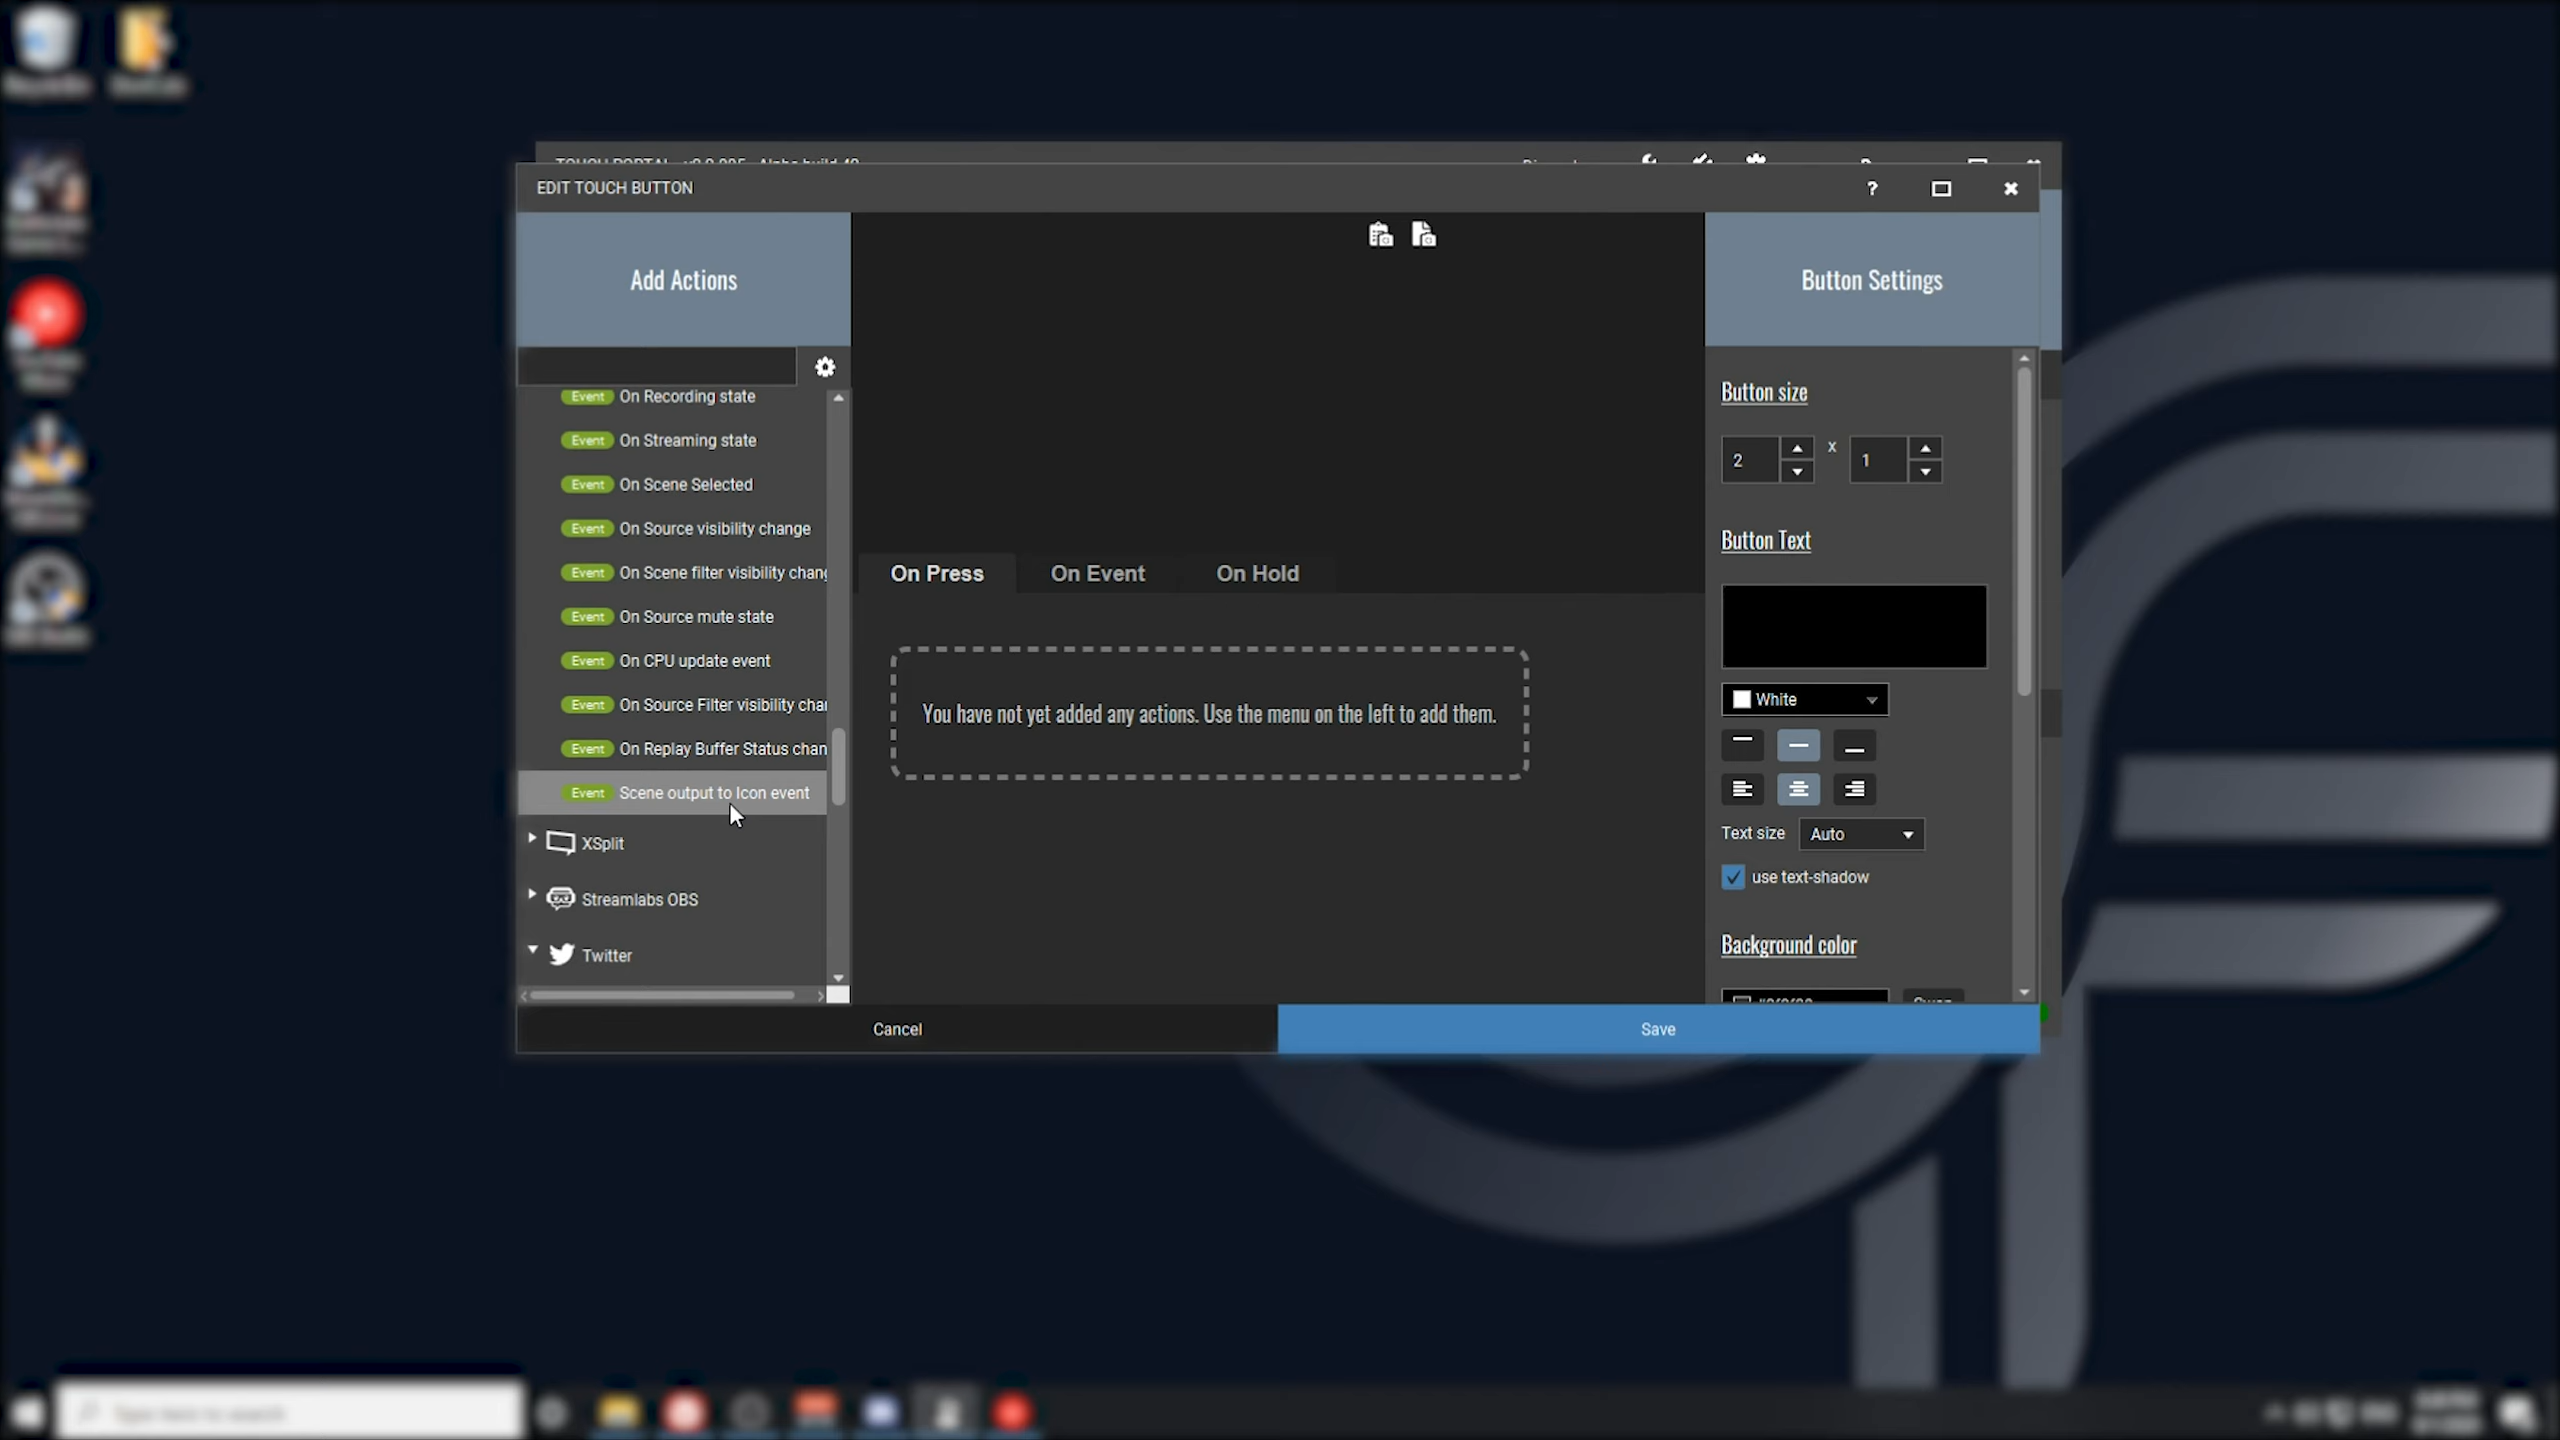 EDIT TOUCH BUTTON
?
Add Actions
Button Settings
Event On Recording state
Event On Streaming state
Event On Scene Selected
Event On Source visibility change
Event On Scene filter visibility chang
Event On Source mute state
Event On CPU update event
Event On Source Filter visibility cha
Event On Replay Buffer Status chan
Event Scene output to Icon event
XSplit
Streamlabs OBS
Twitter
On Press On Event On Hold
You have not yet added any actions. Use the menu on the left to add them.
Button size
2 x 1
Button Text
White
Text size Auto
use text-shadow
Background color
Cancel
Save
Type here to search